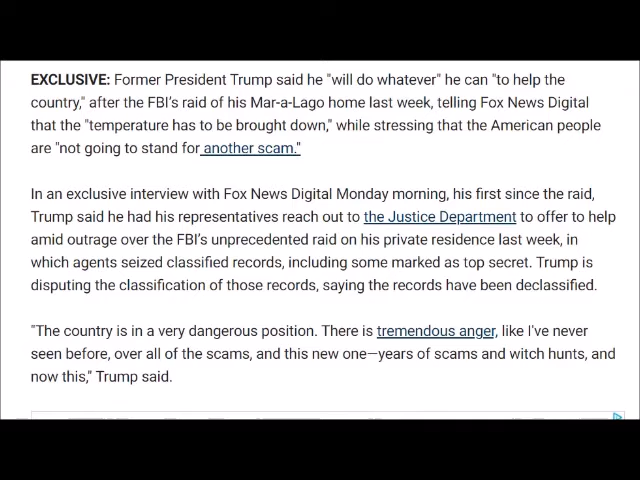 EXCLUSIVE: Former President Trump said he "will do whatever" he can "to help the
country," after the FBI’s raid of his Mar-a-Lago home last week, telling Fox News Digital
that the "temperature has to be brought down," while stressing that the American people
are "not going to stand for another scam."
In an exclusive interview with Fox News Digital Monday morning, his first since the raid,
Trump said he had his representatives reach out to the Justice Department to offer to help
amid outrage over the FBI’s unprecedented raid on his private residence last week, in
which agents seized classified records, including some marked as top secret. Trump is
disputing the classification of those records, saying the records have been declassified.
"The country is in a very dangerous position. There is tremendous anger, like I've never
seen before, over all of the scams, and this new one—years of scams and witch hunts, and
now this," Trump said.